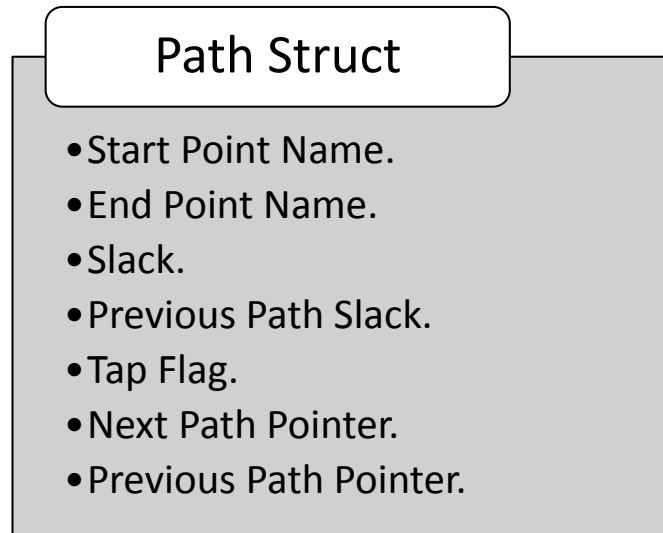 Path Struct
•Start Point Name.
•End Point Name.
•Slack.
•Previous Path Slack.
•Tap Flag.
•Next Path Pointer.
•Previous Path Pointer.